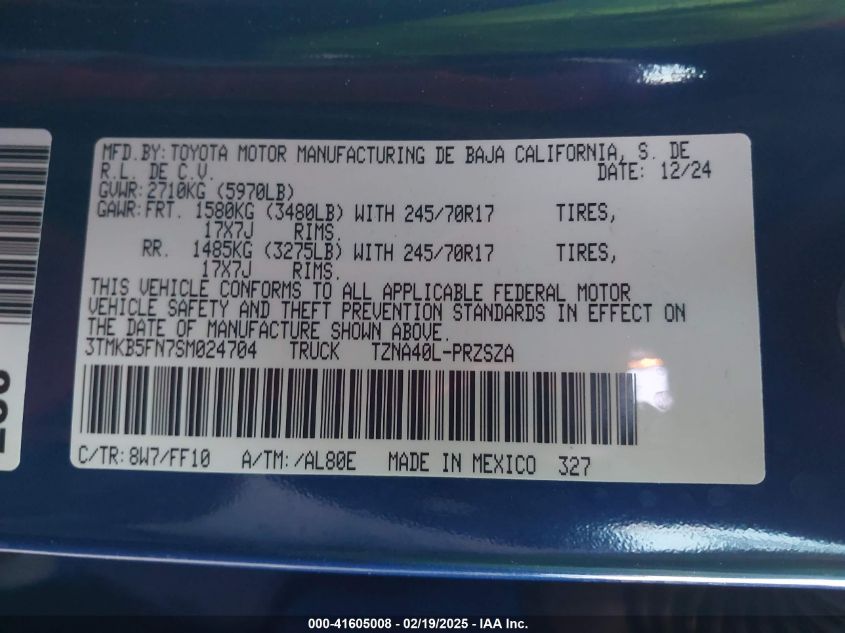 MFD.BY: TOYOTA MOTOR MANUFACTURING DE BAJA CALIFORNIA, S. DE
R.L. DE C.V. DATE: 12/24
GVWR: 2710KG (5970LB)
GAWR: FRT. 1580KG (3480LB) WITH 245/70R17 TIRES,
17X7J RIMS.
RR. 1485KG (3275LB) WITH 245/70R17 TIRES,
17X7J RIMS.
THIS VEHICLE CONFORMS TO ALL APPLICABLE FEDERAL MOTOR
VEHICLE SAFETY AND THEFT PREVENTION STANDARDS IN EFFECT ON
THE DATE OF MANUFACTURE SHOWN ABOVE.
3TMKB5FN7SM024704 TRUCK TZNA40L-PRZSZA
C/TR: 8W7/FF10 A/TM: /AL80E MADE IN MEXICO 327
000-41605008 - 02/19/2025 - IAA Inc.